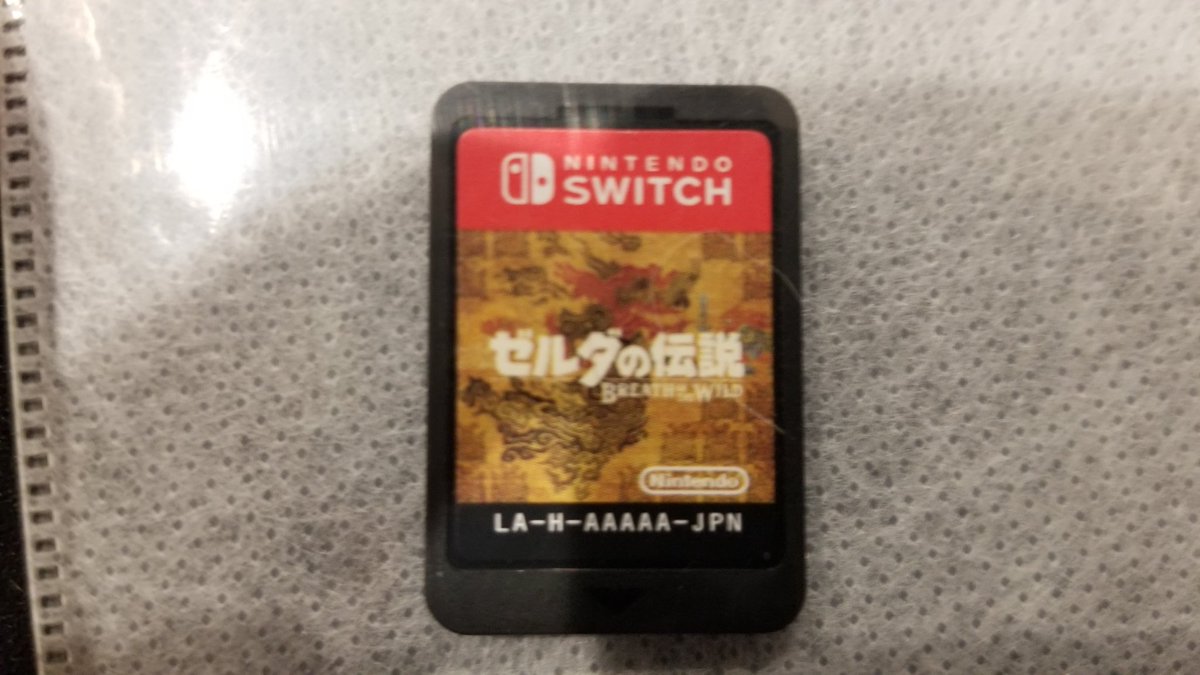 NINTENDO
SWITCH
ゼルダの伝説
BREATH OF THE WILD
Nintendo
LA-H-AAAAA-JPN